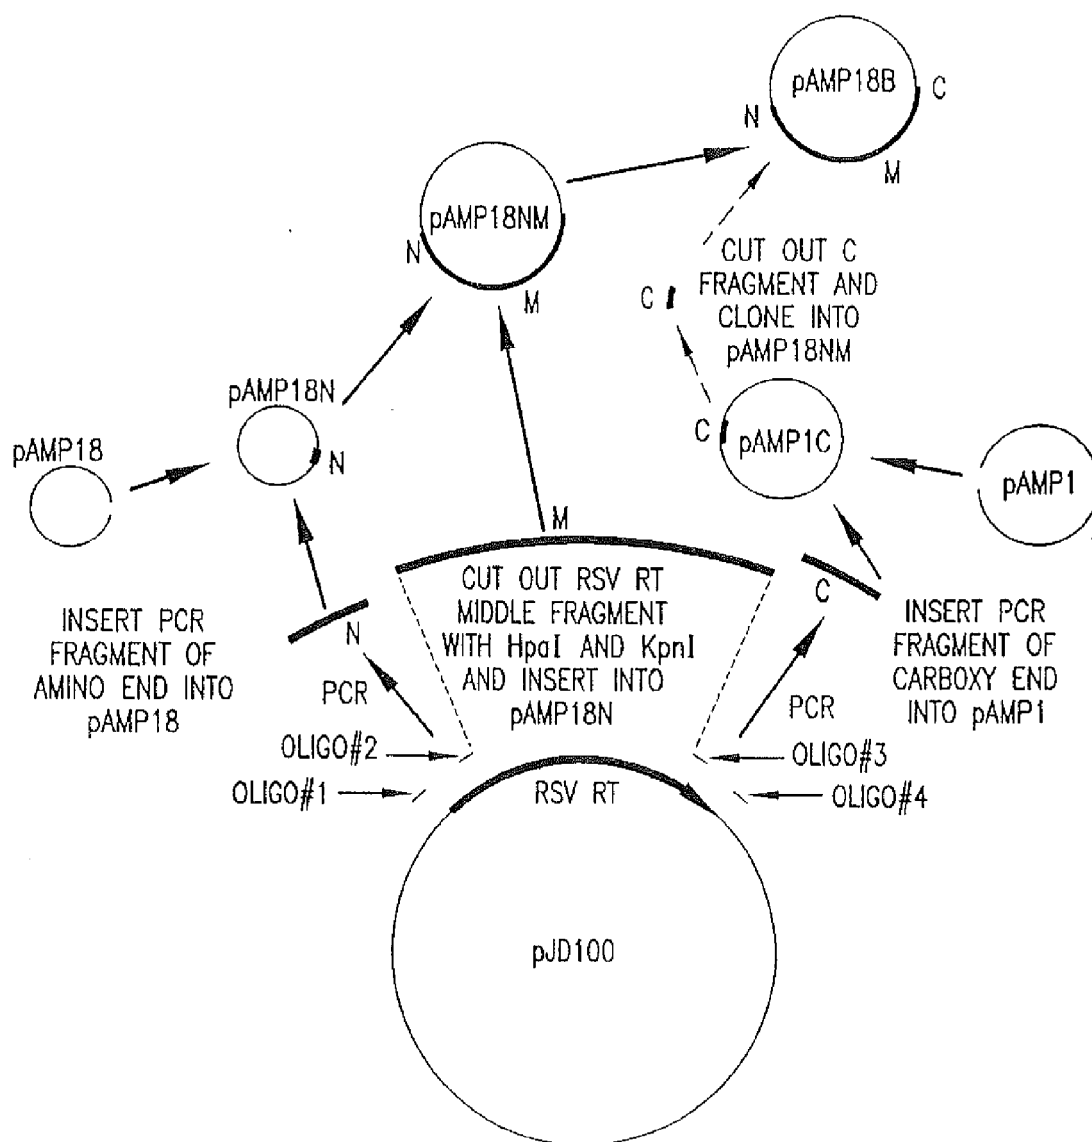 pAMP18B
C
N
M
pAMP18NM
N
M
CUT OUT C
FRAGMENT AND
CLONE INTO
pAMP18NM
C
pAMP18N
N
pAMP18
C
pAMP1C
pAMP1
M
CUT OUT RSV RT
MIDDLE FRAGMENT
WITH HpaI AND KpnI
AND INSERT INTO
pAMP18N
INSERT PCR
FRAGMENT OF
AMINO END INTO
pAMP18
N
PCR
C
PCR
INSERT PCR
FRAGMENT OF
CARBOXY END
INTO pAMP1
OLIGO#2
OLIGO#1
OLIGO#3
OLIGO#4
RSV RT
pJD100